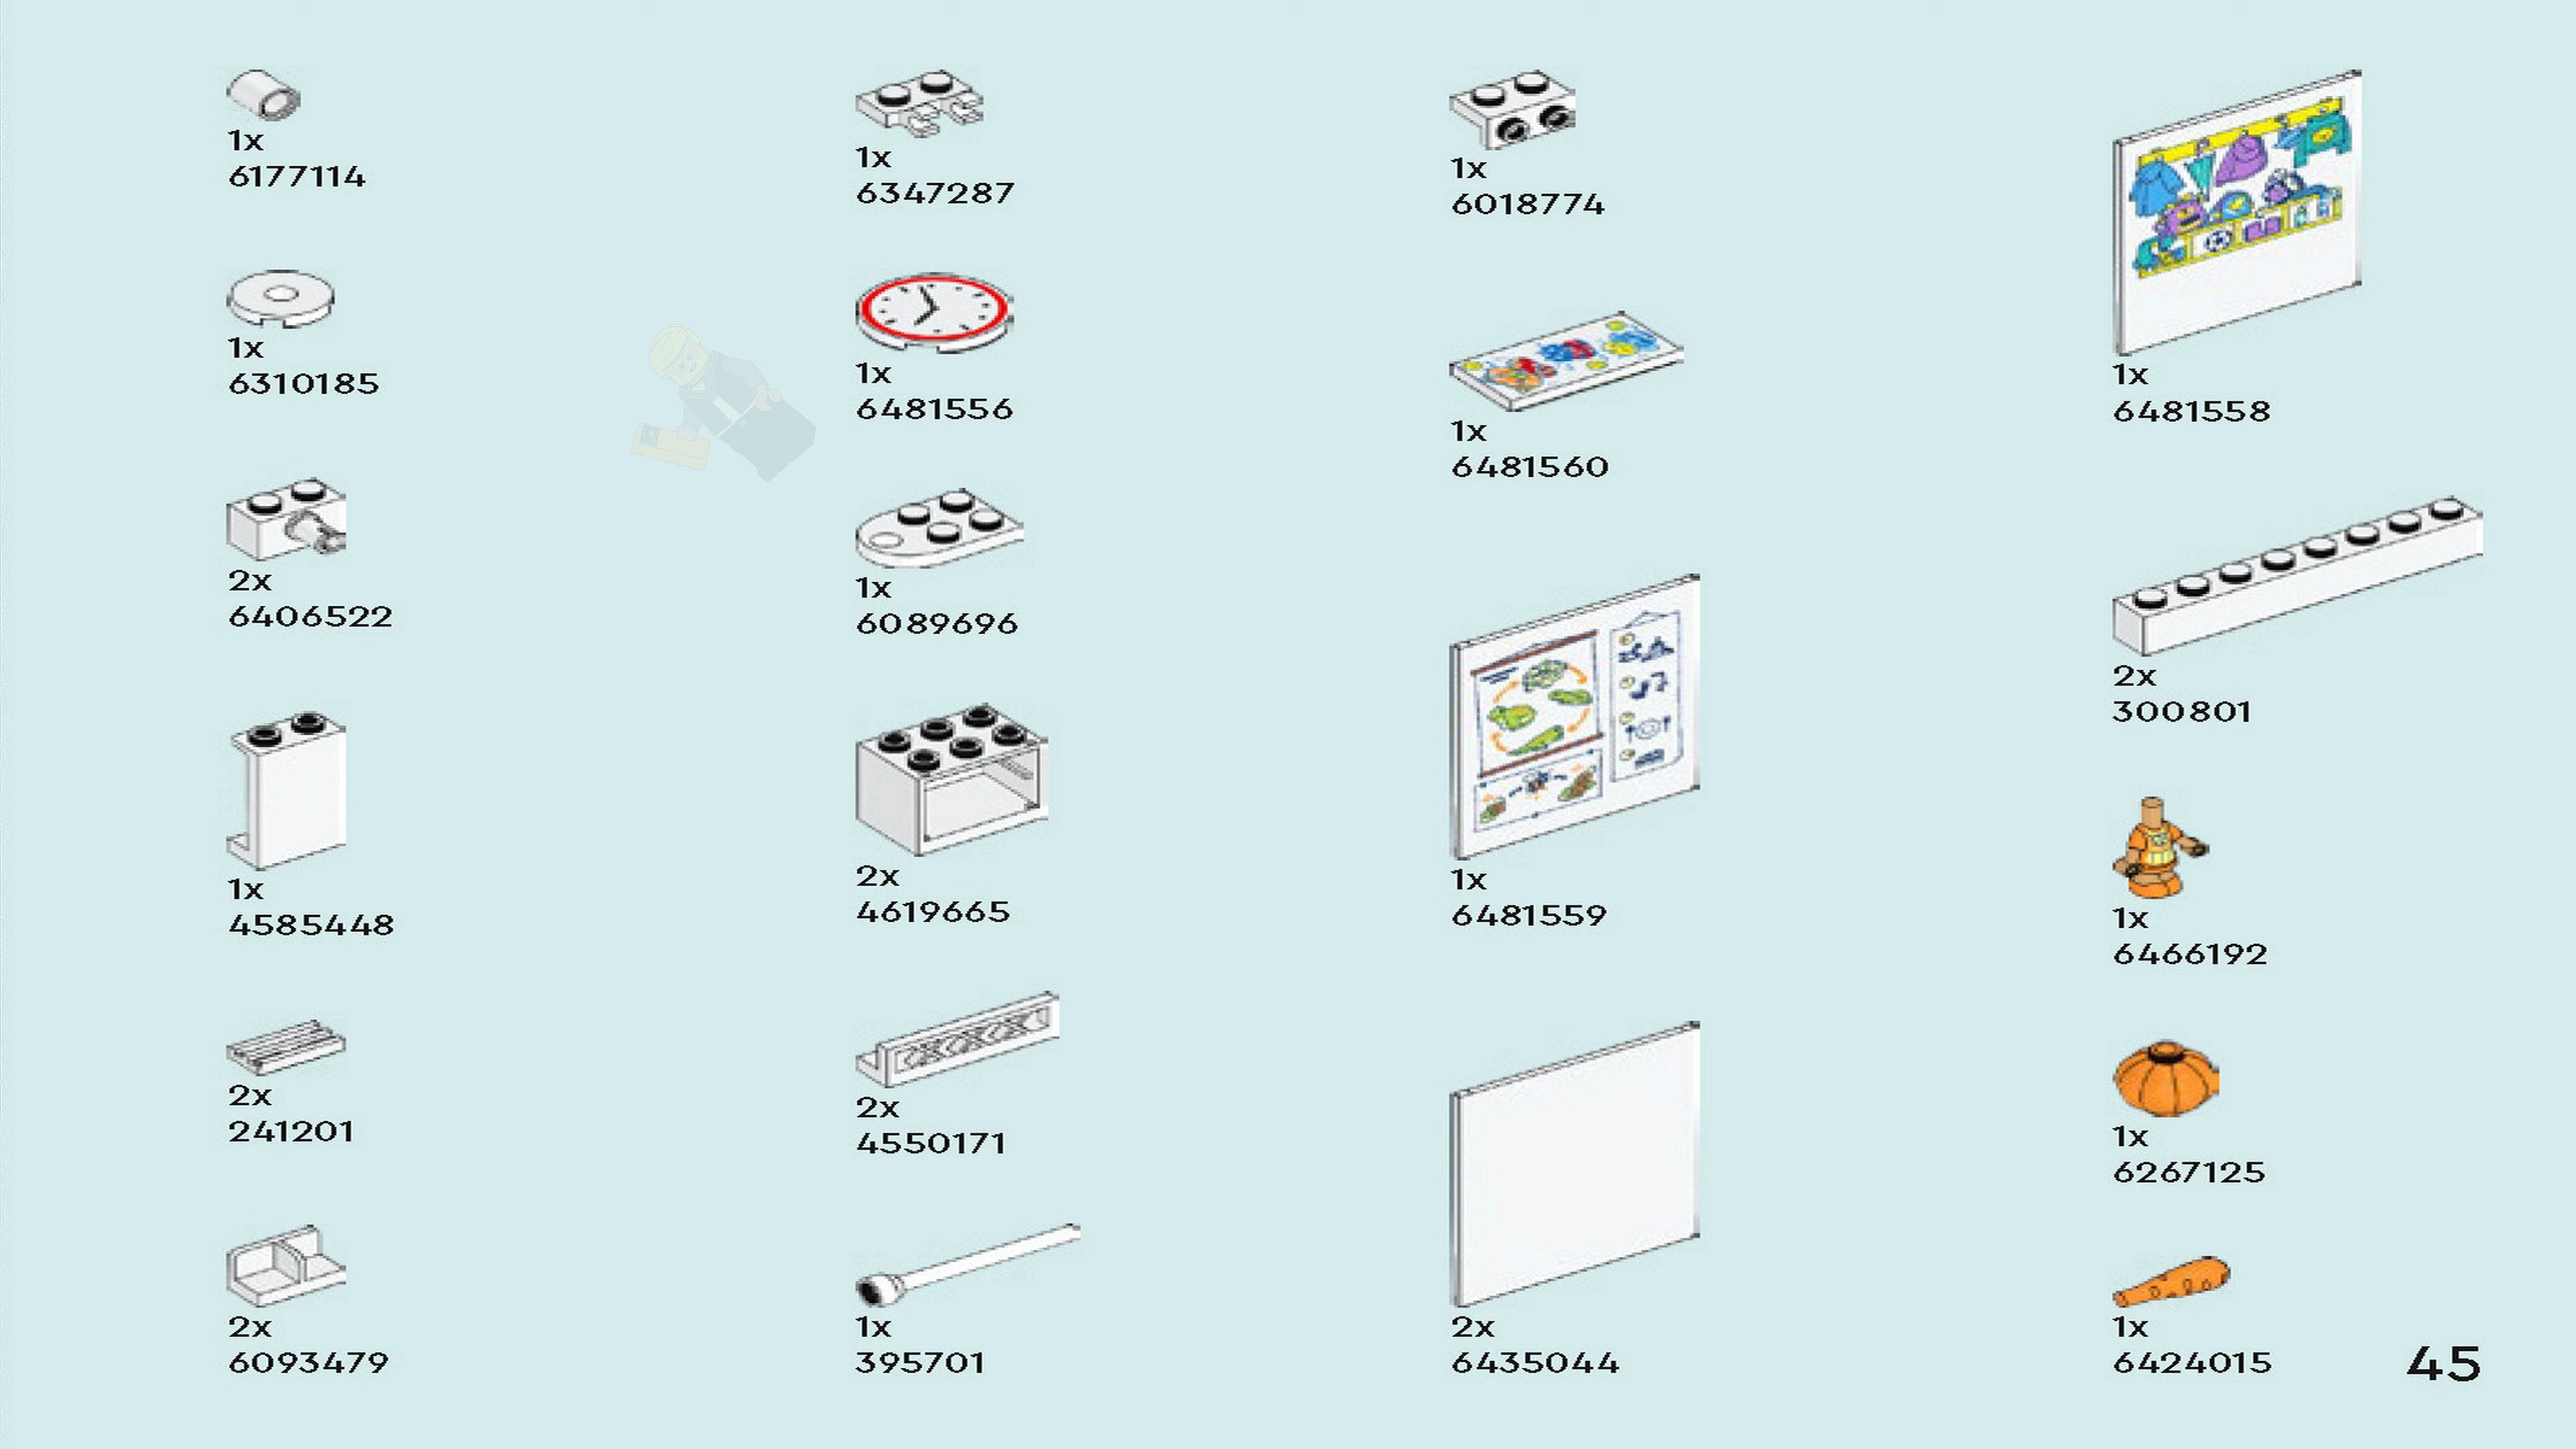 1x
6177114
1x
6310185
2x
6406522
1x
4585448
2x
241201
2x
6093479
1x
6347287
1x
6481556
1x
6089696
2x
4619665
2x
4550171
1x
395701
1x
6018774
1x
6481560
1x
6481559
2x
6435044
1x
6481558
2x
300801
1x
6466192
1x
6267125
1x
6424015
45